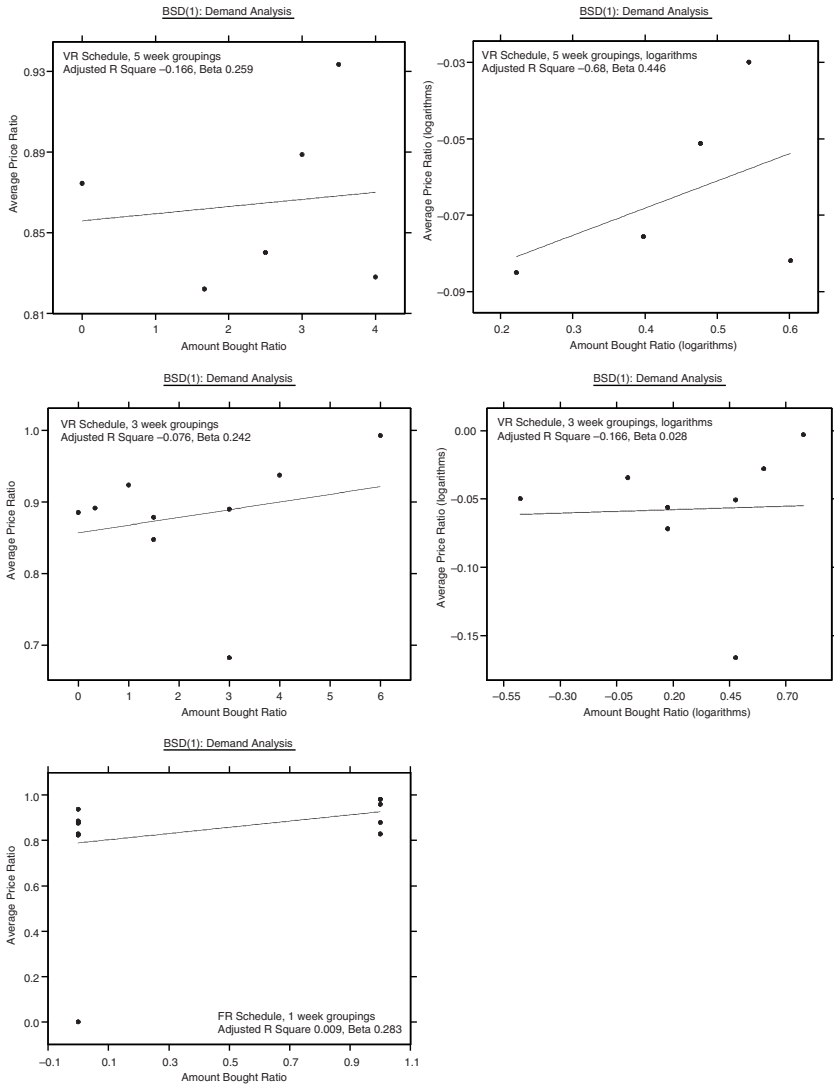 BSD(1): Demand Analysis
VR Schedule, 5 week groupings
Adjusted R Square –0.166, Beta 0.259
0.93
0.89
0.85
0.81
Average Price Ratio
0 1 2 3 4
Amount Bought Ratio
BSD(1): Demand Analysis
VR Schedule, 5 week groupings, logarithms
Adjusted R Square –0.68, Beta 0.446
–0.03
–0.05
–0.07
–0.09
Average Price Ratio (logarithms)
0.2 0.3 0.4 0.5 0.6
Amount Bought Ratio (logarithms)
BSD(1): Demand Analysis
VR Schedule, 3 week groupings
Adjusted R Square –0.076, Beta 0.242
1.0
0.9
0.8
0.7
Average Price Ratio
0 1 2 3 4 5 6
Amount Bought Ratio
BSD(1): Demand Analysis
VR Schedule, 3 week groupings, logarithms
Adjusted R Square –0.166, Beta 0.028
0.00
–0.05
–0.10
–0.15
Average Price Ratio (logarithms)
–0.55 –0.30 –0.05 0.20 0.45 0.70
Amount Bought Ratio (logarithms)
BSD(1): Demand Analysis
1.0
0.8
0.6
0.4
0.2
0.0
Average Price Ratio
FR Schedule, 1 week groupings
Adjusted R Square 0.009, Beta 0.283
–0.1 0.1 0.3 0.5 0.7 0.9 1.1
Amount Bought Ratio